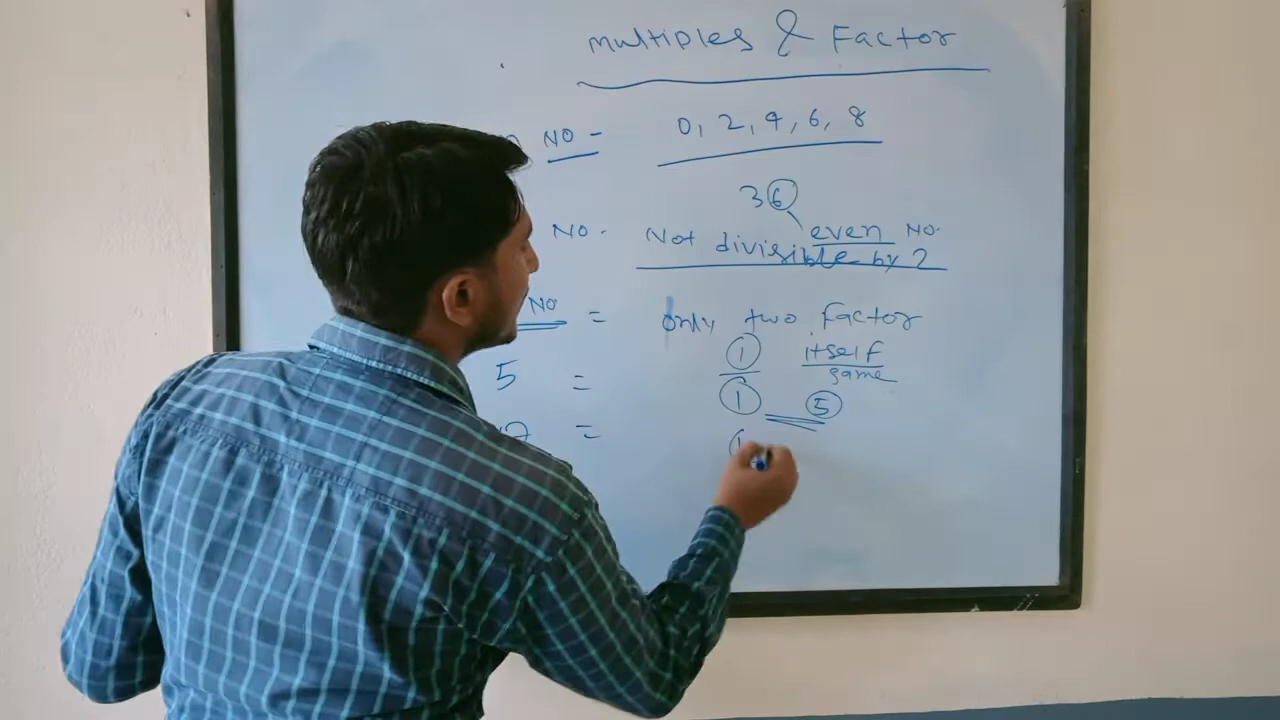 Multiples & Factor
NO - 0, 2, 4, 6, 8
36
even NO.
NO. Not divisible by 2
NO = only two factor
1 itself
same
5 = 1 5
=